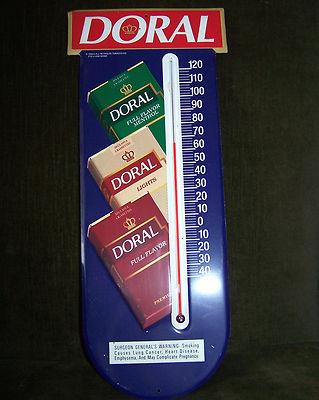 DORAL
DORAL
FULL FLAVOR
MENTHOL
DORAL
LIGHTS
DORAL
FULL FLAVOR
120
110
100
90
80
70
60
50
40
30
20
10
0
10
20
30
40
SURGEON GENERAL'S WARNING: Smoking
Causes Lung Cancer, Heart Disease,
Emphysema, And May Complicate Pregnancy.